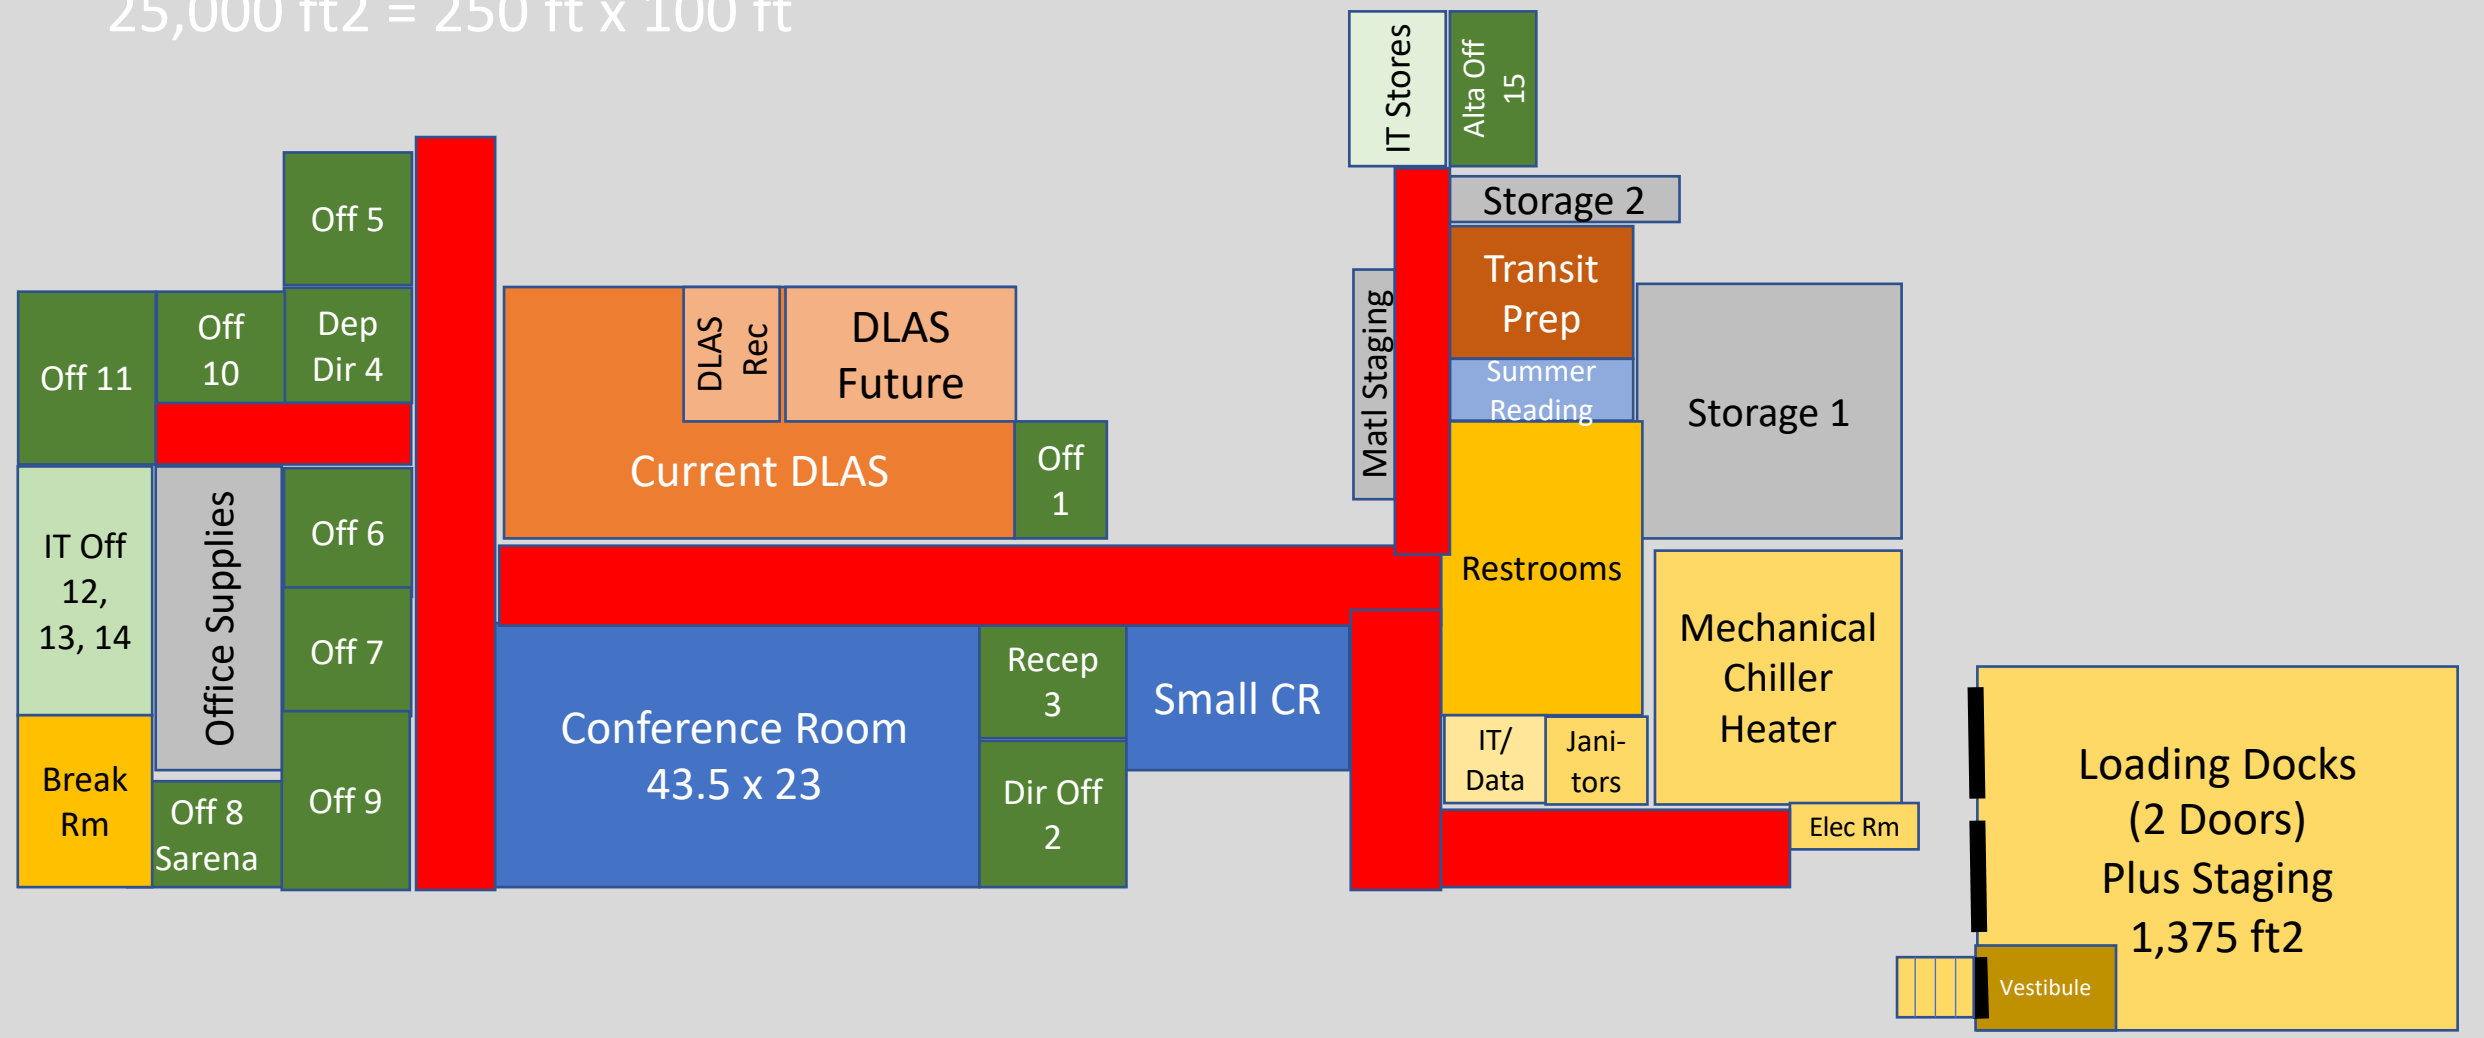 25,000 ft2 = 250 ft x 100 ft
IT Stores
Alta Off
15
Storage 2
Off 5
Transit
Prep
Off 11
Off
10
Dep
Dir 4
DLAS
Rec
DLAS
Future
Matl Staging
Summer
Reading
Storage 1
Current DLAS
Off
1
IT Off
12,
13, 14
Office Supplies
Off 6
Restrooms
Off 7
Recep
3
Small CR
Mechanical
Chiller
Heater
Conference Room
43.5 x 23
IT/
Data
Jani-
tors
Break
Rm
Off 8
Sarena
Off 9
Dir Off
2
Elec Rm
Loading Docks
(2 Doors)
Plus Staging
1,375 ft2
Vestibule